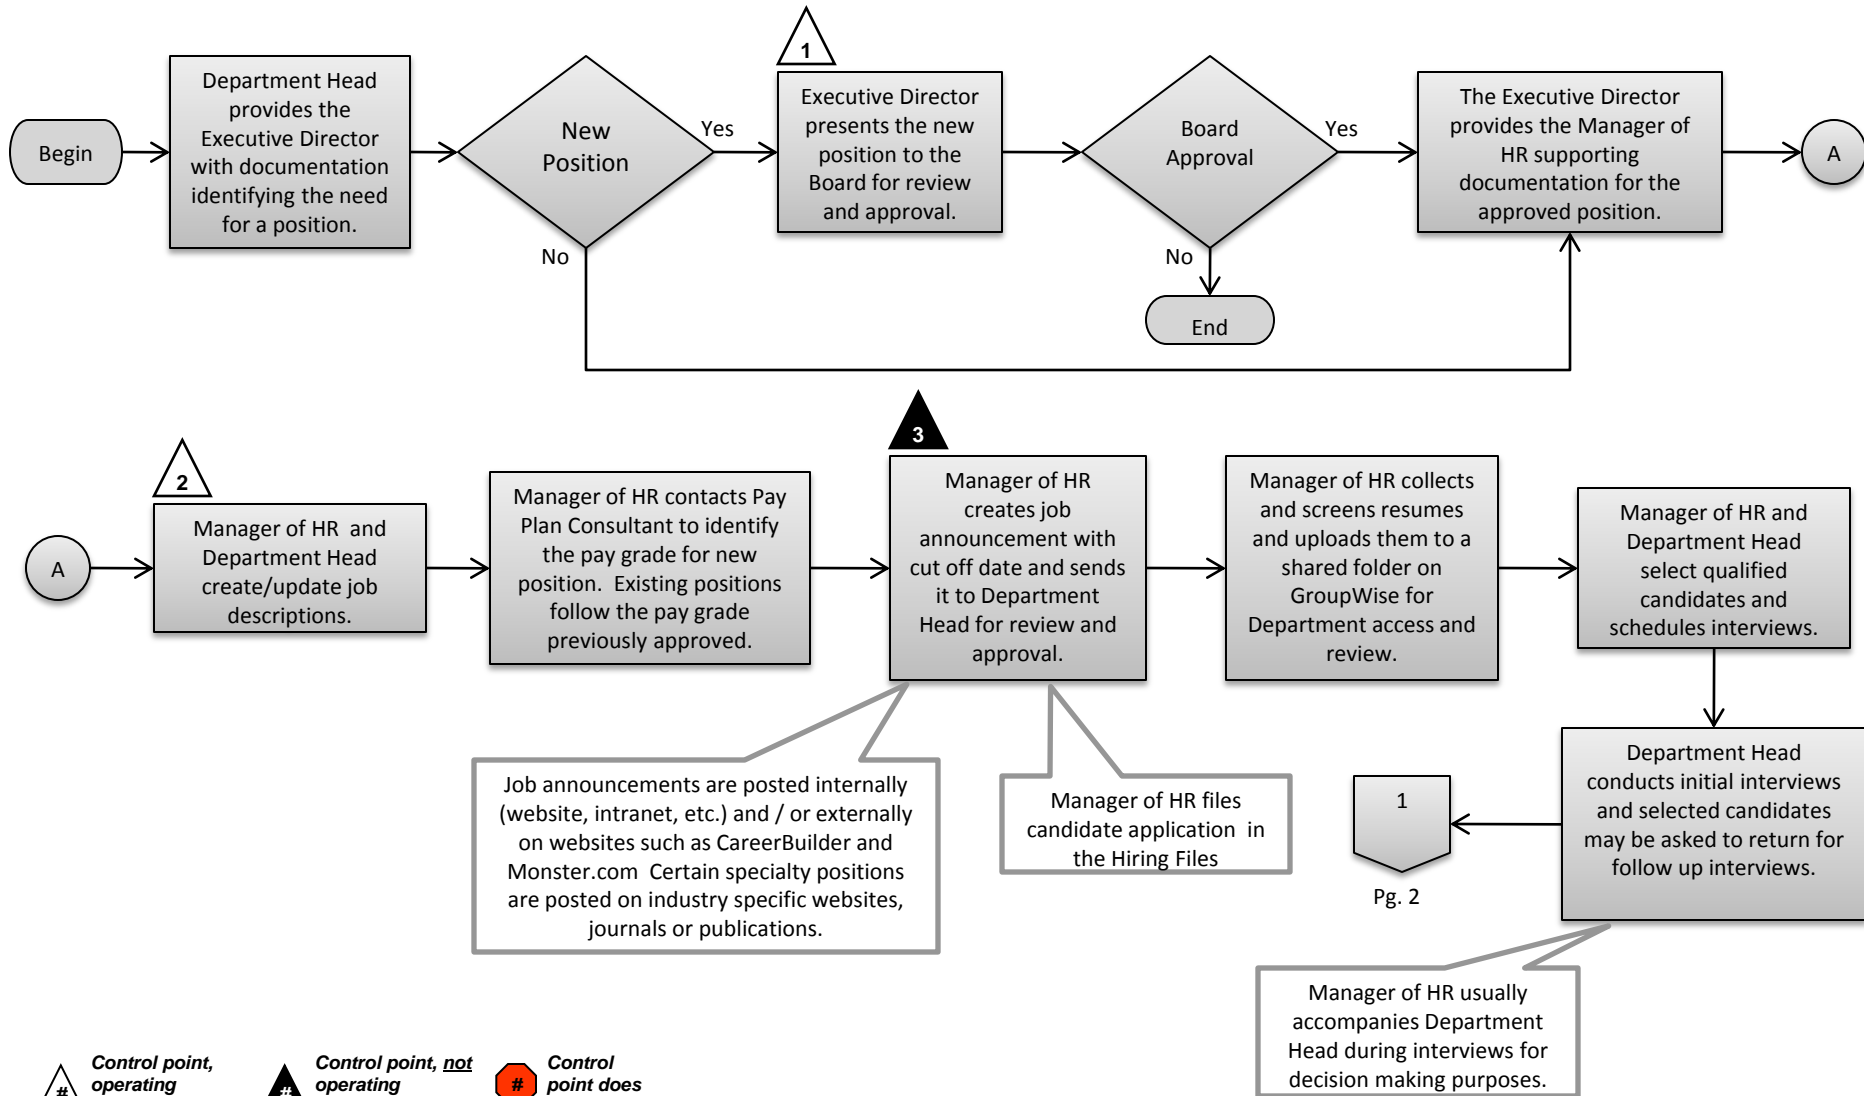 Begin
Department Head
provides the
Executive Director
with documentation
identifying the need
for a position.
New
Position
Yes
No
1
Executive Director
presents the new
position to the
Board for review
and approval.
Board
Approval
Yes
No
End
The Executive Director
provides the Manager of
HR supporting
documentation for the
approved position.
A
A
2
Manager of HR and
Department Head
create/update job
descriptions.
Manager of HR contacts Pay
Plan Consultant to identify
the pay grade for new
position. Existing positions
follow the pay grade
previously approved.
3
Manager of HR
creates job
announcement with
cut off date and sends
it to Department
Head for review and
approval.
Manager of HR collects
and screens resumes
and uploads them to a
shared folder on
GroupWise for
Department access and
review.
Manager of HR and
Department Head
select qualified
candidates and
schedules interviews.
Job announcements are posted internally
(website, intranet, etc.) and / or externally
on websites such as CareerBuilder and
Monster.com Certain specialty positions
are posted on industry specific websites,
journals or publications.
Manager of HR files
candidate application in
the Hiring Files
1
Pg. 2
Department Head
conducts initial interviews
and selected candidates
may be asked to return for
follow up interviews.
Manager of HR usually
accompanies Department
Head during interviews for
decision making purposes.
#
Control point,
operating
#
Control point, not
operating
#
Control
point does